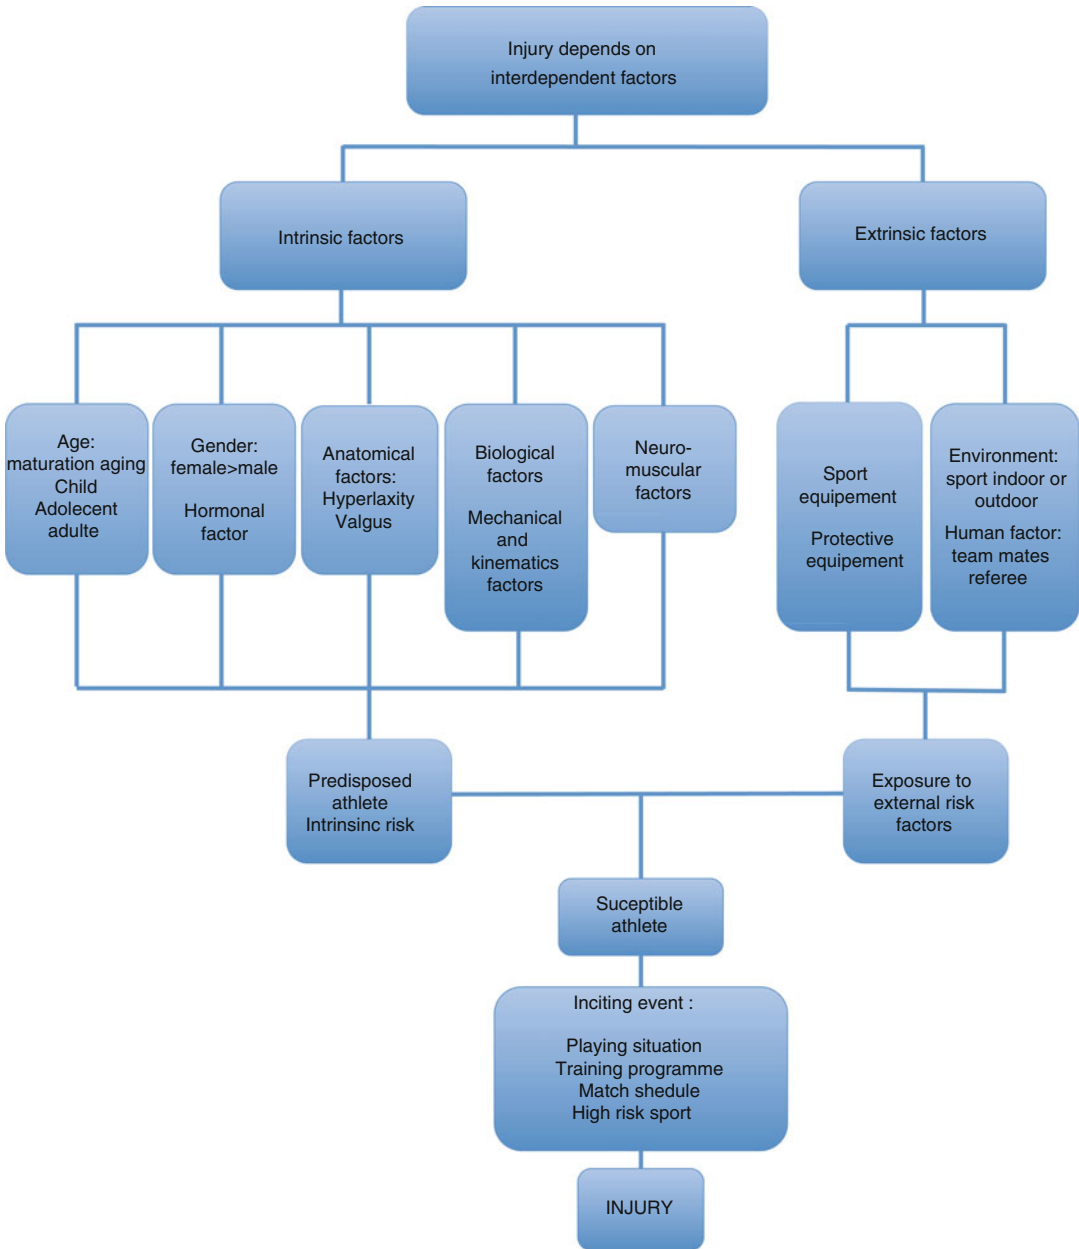 Injury depends on
interdependent factors
Intrinsic factors
Extrinsic factors
Age:
maturation aging
Child
Adolecent
adulte
Gender:
female>male
Hormonal
factor
Anatomical
factors:
Hyperlaxity
Valgus
Biological
factors
Mechanical
and
kinematics
factors
Neuro-
muscular
factors
Sport
equipement
Protective
equipement
Environment:
sport indoor or
outdoor
Human factor:
team mates
referee
Predisposed
athlete
Intrinsinc risk
Exposure to
external risk
factors
Suceptible
athlete
Inciting event :
Playing situation
Training programme
Match shedule
High risk sport
INJURY